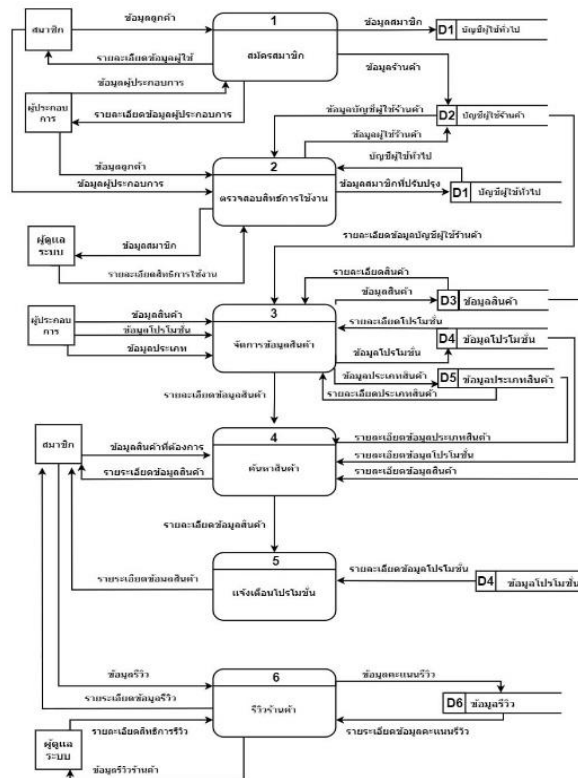 1
สมาชิก
ข้อมูลลูกค้า
ข้อมูลสมาชิก
D1 บัญชีผู้ใช้ทั่วไป
รายละเอียดข้อมูลผู้ใช้
สมัครสมาชิก
ข้อมูลร้านค้า
ข้อมูลผู้ประกอบการ
ผู้ประกอบ
การ
รายละเอียดข้อมูลผู้ประกอบการ
ข้อมูลบัญชีผู้ใช้ร้านค้า
D2 บัญชีผู้ใช้ร้านค้า
ข้อมูลผู้ใช้ร้านค้า
บัญชีผู้ใช้ทั่วไป
ข้อมูลลูกค้า
2
ข้อมูลผู้ประกอบการ
ตรวจสอบสิทธ์การใช้งาน
ข้อมูลสมาชิกที่ปรับปรุง
D1 บัญชีผู้ใช้ทั่วไป
ผู้ดูแล
ระบบ
ข้อมูลสมาชิก
รายละเอียดข้อมูลบัญชีผู้ใช้ร้านค้า
รายละเอียดสิทธิการใช้งาน
รายละเอียดสินค้า
ผู้ประกอบ
การ
ข้อมูลสินค้า
3
ข้อมูลสินค้า
D3 ข้อมูลสินค้า
ข้อมูลโปรโมชั่น
รายละเอียดโปรโมชั่น
ข้อมูลประเภท
จัดการข้อมูลสินค้า
D4 ข้อมูลโปรโมชั่น
ข้อมูลโปรโมชั่น
ข้อมูลประเภทสินค้า
D5 ข้อมูลประเภทสินค้า
รายละเอียดข้อมูลสินค้า
รายละเอียดประเภทสินค้า
4
สมาชิก
ข้อมูลสินค้าที่ต้องการ
รายละเอียดข้อมูลประเภทสินค้า
รายละเอียดข้อมูลโปรโมชั่น
รายระเอียดข้อมูลสินค้า
ค้นหาสินค้า
รายละเอียดข้อมูลสินค้า
รายละเอียดข้อมูลสินค้า
5
รายระเอียดข้อมูลสินค้า
แจ้งเตือนโปรโมชั่น
รายละเอียดข้อมูลโปรโมชั่น
D4 ข้อมูลโปรโมชั่น
ข้อมูลรีวิว
6
ข้อมูลคะแนนรีวิว
รายระเอียดข้อมูลรีวิว
รีวิวร้านค้า
D6 ข้อมูลรีวิว
ผู้ดูแล
ระบบ
รายละเอียดสิทธิการรีวิว
รายระเอียดข้อมูลคะแนนรีวิว
ข้อมูลรีวิวร้านค้า